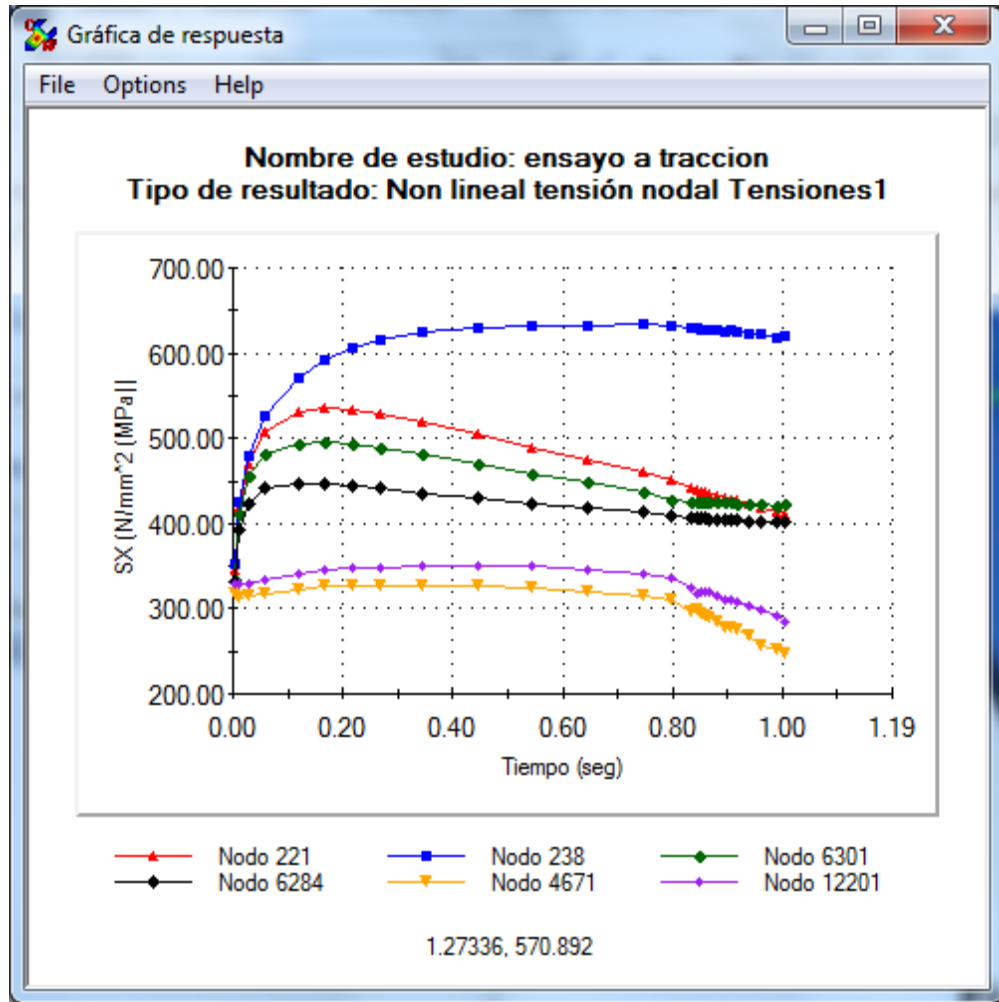 Gráfica de respuesta
File Options Help
Nombre de estudio: ensayo a traccion
Tipo de resultado: Non lineal tensión nodal Tensiones1
SX (N/mm^2 (MPa))
700.00
600.00
500.00
400.00
300.00
200.00
0.00 0.20 0.40 0.60 0.80 1.00 1.19
Tiempo (seg)
Nodo 221 Nodo 238 Nodo 6301
Nodo 6284 Nodo 4671 Nodo 12201
1.27336, 570.892